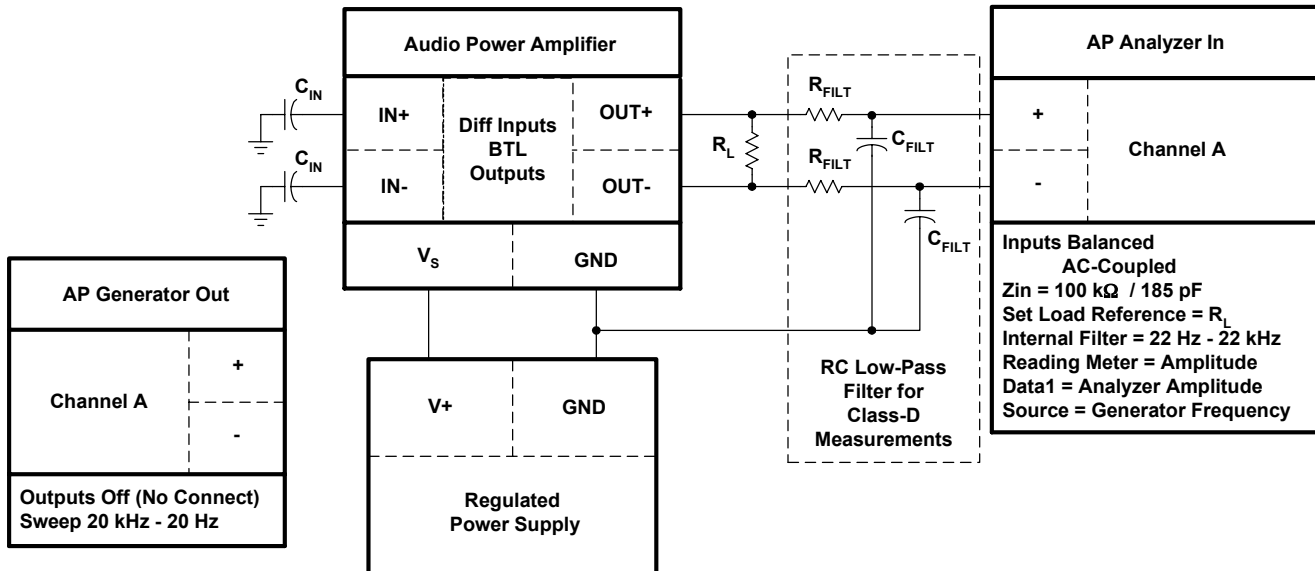 Audio Power Amplifier
AP Analyzer In
C_IN
IN+
Diff Inputs
BTL
Outputs
OUT+
R_FILT
+
C_IN
R_L
C_FILT
Channel A
R_FILT
IN-
OUT-
-
C_FILT
V_S
GND
Inputs Balanced
AC-Coupled
Zin = 100 kΩ / 185 pF
Set Load Reference = R_L
Internal Filter = 22 Hz - 22 kHz
Reading Meter = Amplitude
Data1 = Analyzer Amplitude
Source = Generator Frequency
AP Generator Out
Channel A
+
-
Outputs Off (No Connect)
Sweep 20 kHz - 20 Hz
V+
GND
Regulated
Power Supply
RC Low-Pass
Filter for
Class-D
Measurements